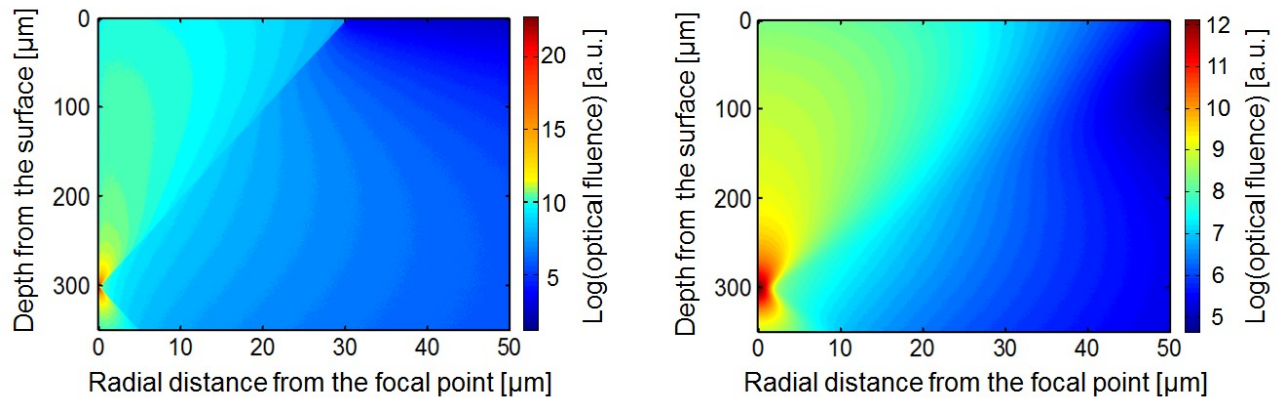 0
100
200
300
Depth from the surface [µm]
0 10 20 30 40 50
Radial distance from the focal point [µm]
20
15
10
5
Log(optical fluence) [a.u.]
0
100
200
300
Depth from the surface [µm]
0 10 20 30 40 50
Radial distance from the focal point [µm]
12
11
10
9
8
7
6
5
Log(optical fluence) [a. u.]